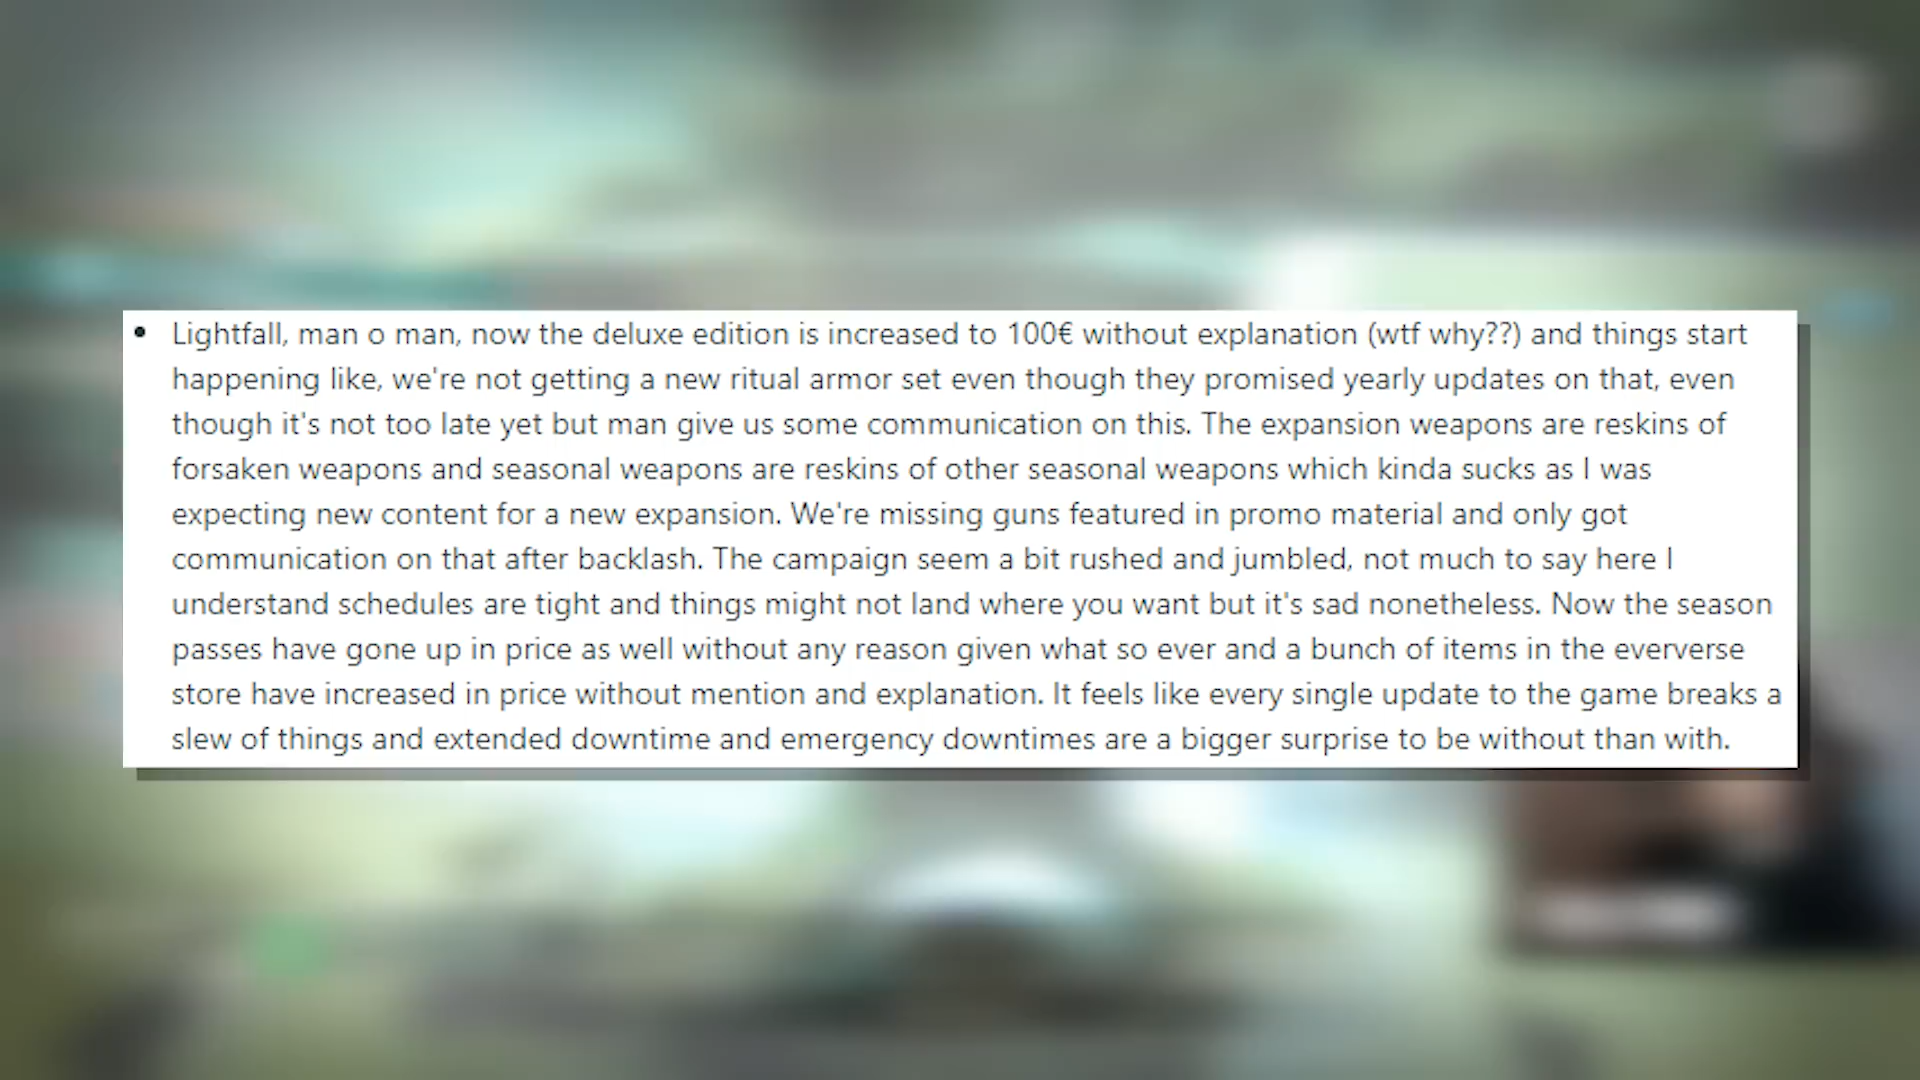 • Lightfall, man o man, now the deluxe edition is increased to 100€ without explanation (wtf why??) and things start
happening like, we're not getting a new ritual armor set even though they promised yearly updates on that, even
though it's not too late yet but man give us some communication on this. The expansion weapons are reskins of
forsaken weapons and seasonal weapons are reskins of other seasonal weapons which kinda sucks as I was
expecting new content for a new expansion. We're missing guns featured in promo material and only got
communication on that after backlash. The campaign seem a bit rushed and jumbled, not much to say here I
understand schedules are tight and things might not land where you want but it's sad nonetheless. Now the season
passes have gone up in price as well without any reason given what so ever and a bunch of items in the eververse
store have increased in price without mention and explanation. It feels like every single update to the game breaks a
slew of things and extended downtime and emergency downtimes are a bigger surprise to be without than with.